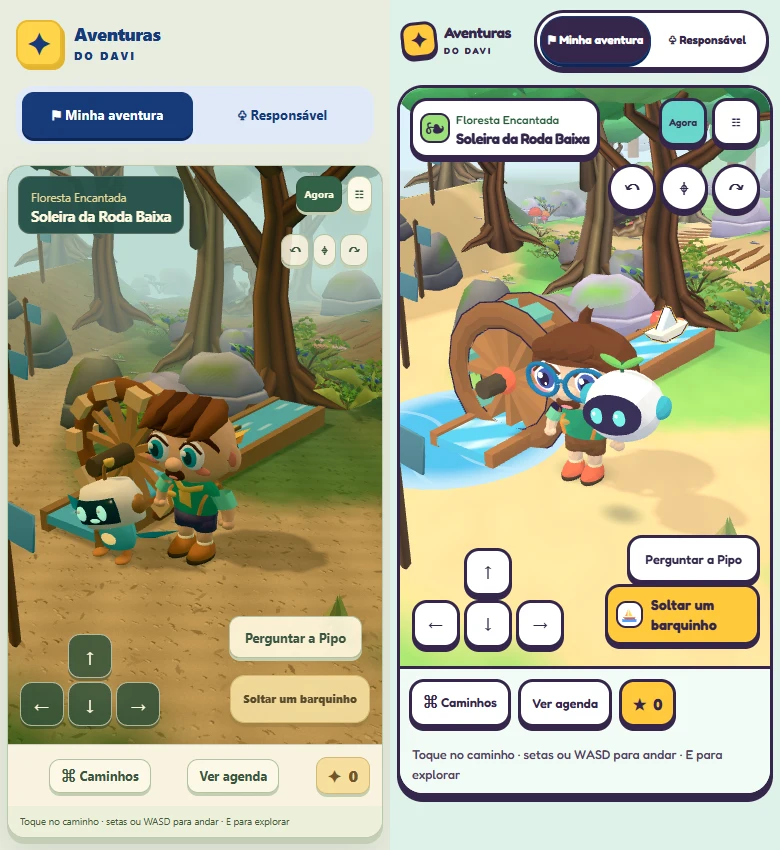 Aventuras
DO DAVI
Minha aventura
Responsável
Floresta Encantada
Soleira da Roda Baixa
Agora
Perguntar a Pipo
Soltar um barquinho
Caminhos
Ver agenda
0
Toque no caminho · setas ou WASD para andar · E para explorar
Aventuras
DO DAVI
Minha aventura
Responsável
Floresta Encantada
Soleira da Roda Baixa
Agora
Perguntar a Pipo
Soltar um
barquinho
Caminhos
Ver agenda
0
Toque no caminho · setas ou WASD para andar · E para
explorar